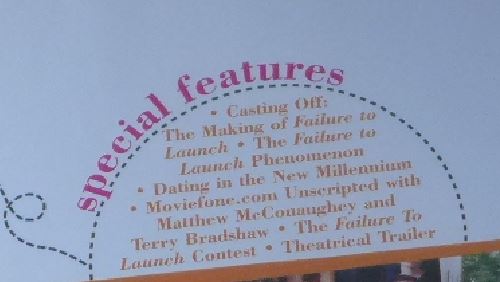 special features
• Casting Off:
The Making of Failure to
Launch • The Failure to
Launch Phenomenon
• Dating in the New Millennium
• Moviefone.com Unscripted with
Matthew McConaughey and
Terry Bradshaw • The Failure To
Launch Contest • Theatrical Trailer